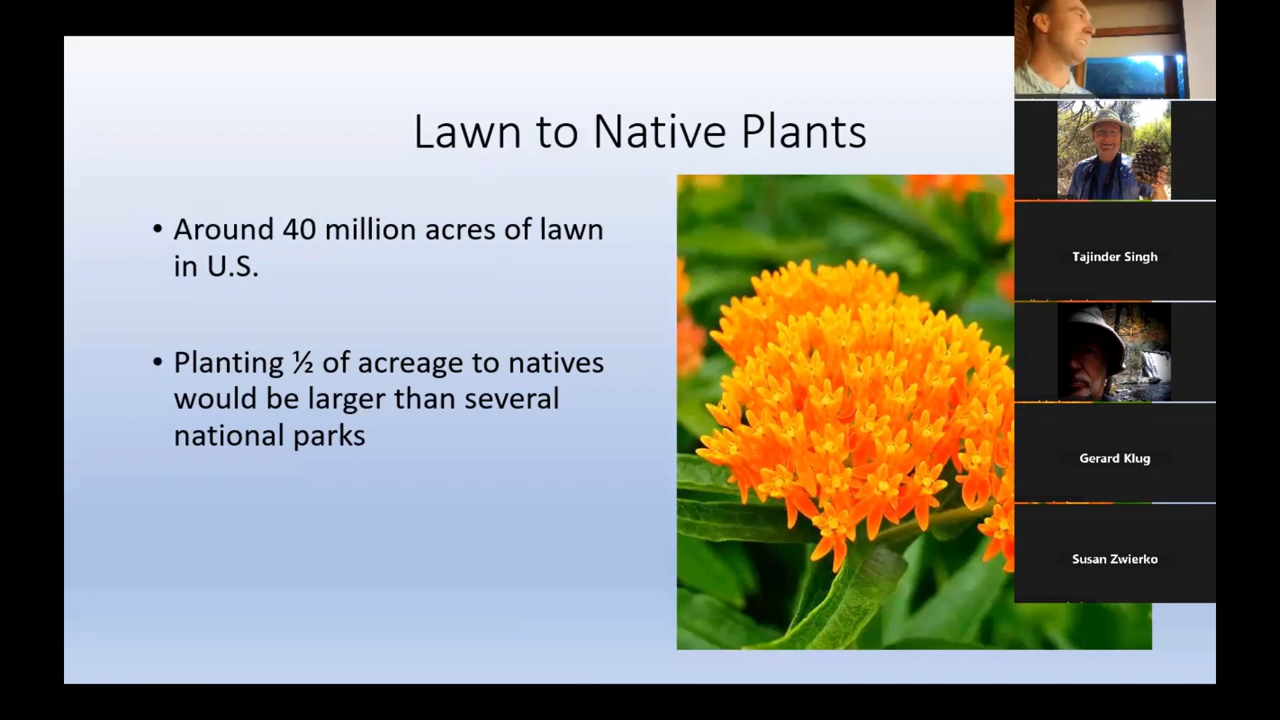 Lawn to Native Plants
• Around 40 million acres of lawn
in U.S.
• Planting ½ of acreage to natives
would be larger than several
national parks
Tajinder Singh
Gerard Klug
Susan Zwierko